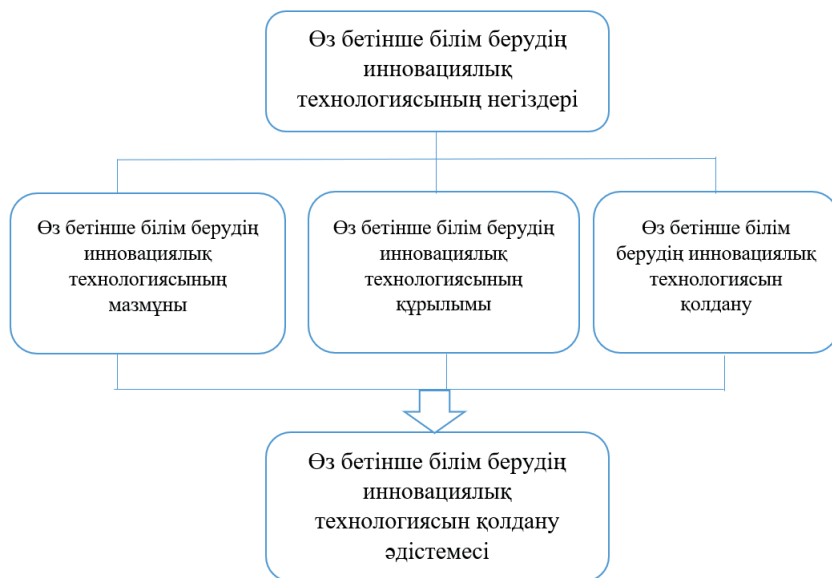 Өз бетінше білім берудің
инновациялық
технологиясының негіздері
Өз бетінше білім берудің
инновациялық
технологиясының
мазмұны
Өз бетінше білім берудің
инновациялық
технологиясының
құрылымы
Өз бетінше білім
берудің инновациялық
технологиясын
қолдану
Өз бетінше білім берудің
инновациялық
технологиясын қолдану
әдістемесі